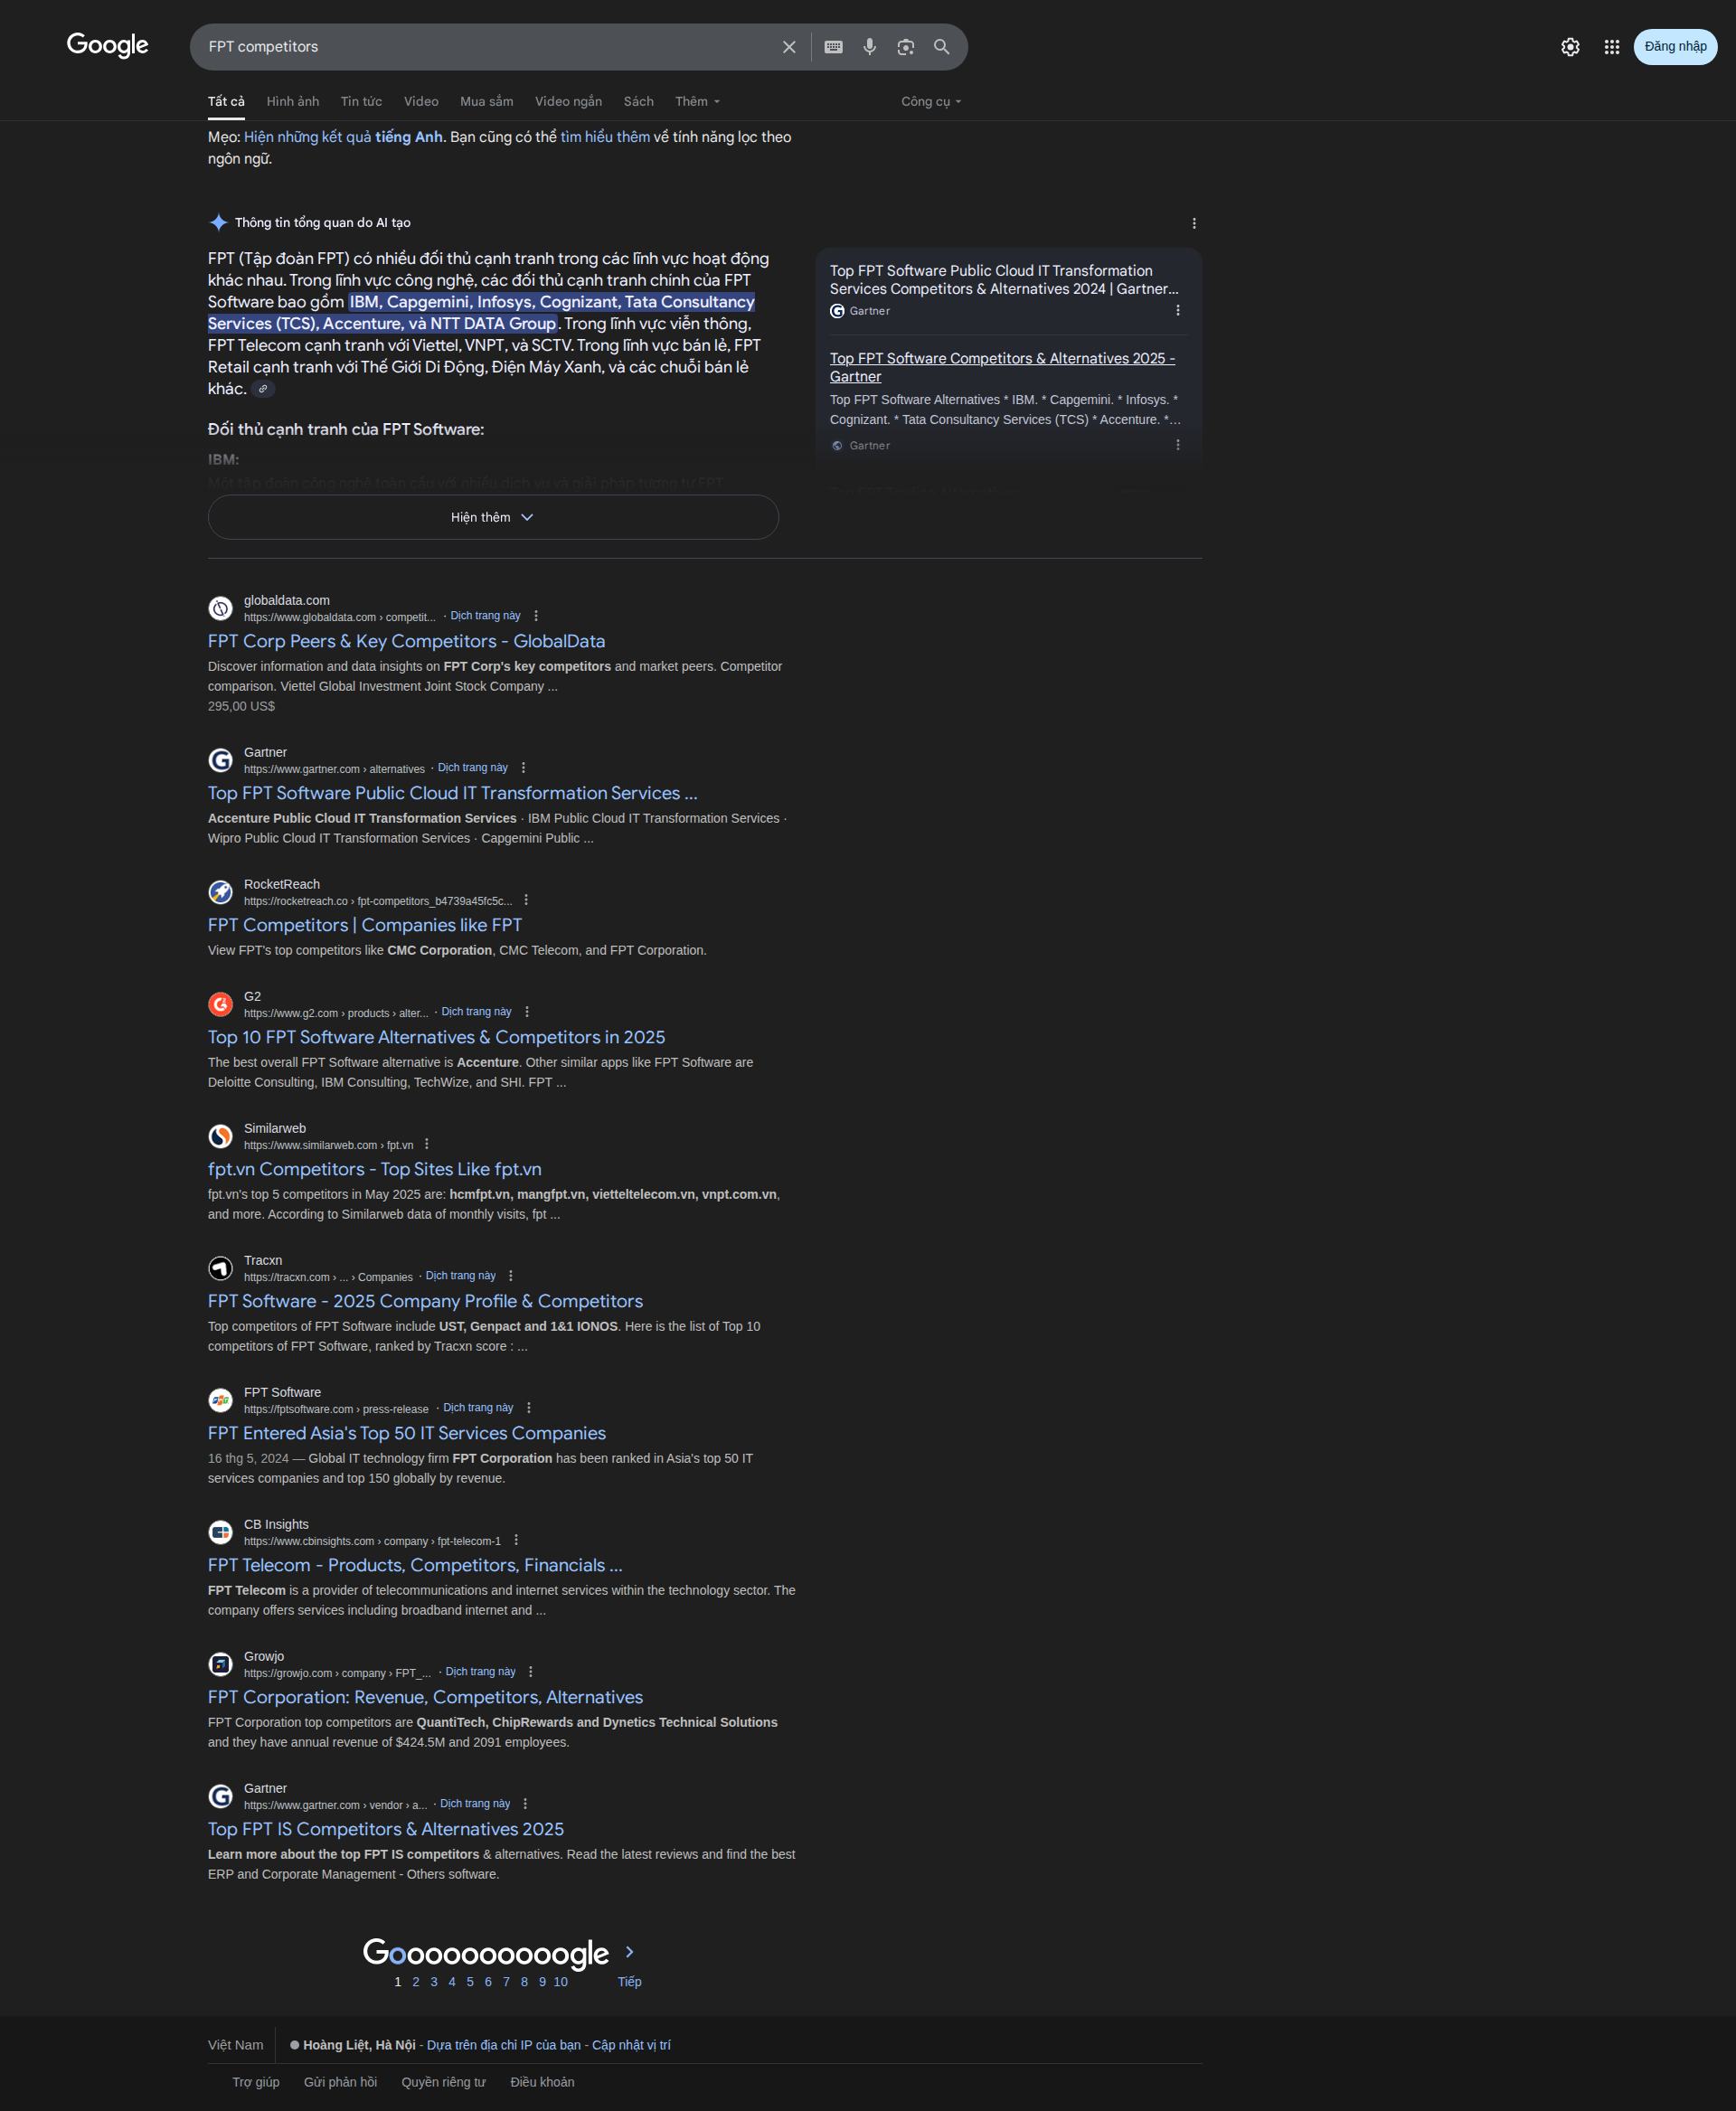 Google
FPT competitors
Đăng nhập
Tất cả Hình ảnh Tin tức Video Mua sắm Video ngắn Sách Thêm Công cụ
Mẹo: Hiện những kết quả tiếng Anh. Bạn cũng có thể tìm hiểu thêm về tính năng lọc theo
ngôn ngữ.
Thông tin tổng quan do AI tạo
FPT (Tập đoàn FPT) có nhiều đối thủ cạnh tranh trong các lĩnh vực hoạt động
khác nhau. Trong lĩnh vực công nghệ, các đối thủ cạnh tranh chính của FPT
Software bao gồm IBM, Capgemini, Infosys, Cognizant, Tata Consultancy
Services (TCS), Accenture, và NTT DATA Group. Trong lĩnh vực viễn thông,
FPT Telecom cạnh tranh với Viettel, VNPT, và SCTV. Trong lĩnh vực bán lẻ, FPT
Retail cạnh tranh với Thế Giới Di Động, Điện Máy Xanh, và các chuỗi bán lẻ
khác.
Đối thủ cạnh tranh của FPT Software:
IBM:
Một tập đoàn công nghệ toàn cầu với nhiều dịch vụ và giải pháp tương tự FPT
Top FPT Software Public Cloud IT Transformation
Services Competitors & Alternatives 2024 | Gartner...
Gartner
Top FPT Software Competitors & Alternatives 2025 -
Gartner
Top FPT Software Alternatives * IBM. * Capgemini. * Infosys. *
Cognizant. * Tata Consultancy Services (TCS) * Accenture. *...
Gartner
Hiện thêm
globaldata.com
https://www.globaldata.com › competit... · Dịch trang này
FPT Corp Peers & Key Competitors - GlobalData
Discover information and data insights on FPT Corp's key competitors and market peers. Competitor
comparison. Viettel Global Investment Joint Stock Company ...
295,00 US$
Gartner
https://www.gartner.com › alternatives · Dịch trang này
Top FPT Software Public Cloud IT Transformation Services ...
Accenture Public Cloud IT Transformation Services · IBM Public Cloud IT Transformation Services ·
Wipro Public Cloud IT Transformation Services · Capgemini Public ...
RocketReach
https://rocketreach.co › fpt-competitors_b4739a45fc5c...
FPT Competitors | Companies like FPT
View FPT's top competitors like CMC Corporation, CMC Telecom, and FPT Corporation.
G2
https://www.g2.com › products › alter... · Dịch trang này
Top 10 FPT Software Alternatives & Competitors in 2025
The best overall FPT Software alternative is Accenture. Other similar apps like FPT Software are
Deloitte Consulting, IBM Consulting, TechWize, and SHI. FPT ...
Similarweb
https://www.similarweb.com › fpt.vn
fpt.vn Competitors - Top Sites Like fpt.vn
fpt.vn's top 5 competitors in May 2025 are: hcmfpt.vn, mangfpt.vn, vietteltelecom.vn, vnpt.com.vn,
and more. According to Similarweb data of monthly visits, fpt ...
Tracxn
https://tracxn.com › ... › Companies · Dịch trang này
FPT Software - 2025 Company Profile & Competitors
Top competitors of FPT Software include UST, Genpact and 1&1 IONOS. Here is the list of Top 10
competitors of FPT Software, ranked by Tracxn score : ...
FPT Software
https://fptsoftware.com › press-release · Dịch trang này
FPT Entered Asia's Top 50 IT Services Companies
16 thg 5, 2024 — Global IT technology firm FPT Corporation has been ranked in Asia's top 50 IT
services companies and top 150 globally by revenue.
CB Insights
https://www.cbinsights.com › company › fpt-telecom-1
FPT Telecom - Products, Competitors, Financials ...
FPT Telecom is a provider of telecommunications and internet services within the technology sector. The
company offers services including broadband internet and ...
Growjo
https://growjo.com › company › FPT_... · Dịch trang này
FPT Corporation: Revenue, Competitors, Alternatives
FPT Corporation top competitors are QuantiTech, ChipRewards and Dynetics Technical Solutions
and they have annual revenue of $424.5M and 2091 employees.
Gartner
https://www.gartner.com › vendor › a... · Dịch trang này
Top FPT IS Competitors & Alternatives 2025
Learn more about the top FPT IS competitors & alternatives. Read the latest reviews and find the best
ERP and Corporate Management - Others software.
Goooooooooogle
1 2 3 4 5 6 7 8 9 10 Tiếp
Việt Nam Hoàng Liệt, Hà Nội - Dựa trên địa chỉ IP của bạn - Cập nhật vị trí
Trợ giúp Gửi phản hồi Quyền riêng tư Điều khoản